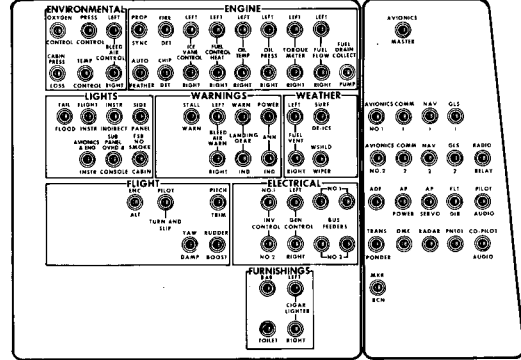 ENVIRONMENTAL
OXYGEN PRESS LEFT
CONTROL CONTROL BLEED AIR CONTROL
CABIN PRESS TEMP
LOSS CONTROL RIGHT
ENGINE
PROP FIRE LEFT LEFT LEFT LEFT LEFT LEFT
SYNC DET ICE VANE CONTROL FUEL CONTROL HEAT OIL TEMP OIL PRESS TORQUE METER FUEL FLOW FUEL DRAIN COLLECT
AUTO CHIP
FEATHER DET RIGHT RIGHT RIGHT RIGHT RIGHT RIGHT PUMP
LIGHTS
TAIL FLIGHT INSTR SIDE
FLOOD INSTR INDIRECT PANEL
AVIONICS & ENG SUB PANEL OVHD & FSB NO SMOKE
INSTR CONSOLE CABIN
WARNINGS
STALL LEFT WARN POWER
WARN BLEED AIR WARN LANDING GEAR ANN
RIGHT IND IND
WEATHER
LEFT SURF
FUEL VENT DE-ICE
WSHLD
RIGHT WIPER
FLIGHT
ENC PILOT PITCH
ALT TURN AND SLIP TRIM
YAW RUDDER
DAMP BOOST
ELECTRICAL
NO.1 LEFT NO 1
INV CONTROL GEN CONTROL BUS FEEDERS
NO 2 RIGHT NO 2
FURNISHINGS
BAG LEFT
CIGAR LIGHTER
TOILET RIGHT
AVIONICS
MASTER
AVIONICS COMM NAV GLS
NO 1 1 1 1
AVIONICS COMM NAV GLS RADIO
NO.2 2 2 2 RELAY
ADF AP AP FLT PILOT
POWER SERVO DIR AUDIO
TRANS DME RADAR PN101 CO-PILOT
PONDER AUDIO
MKR
BCN